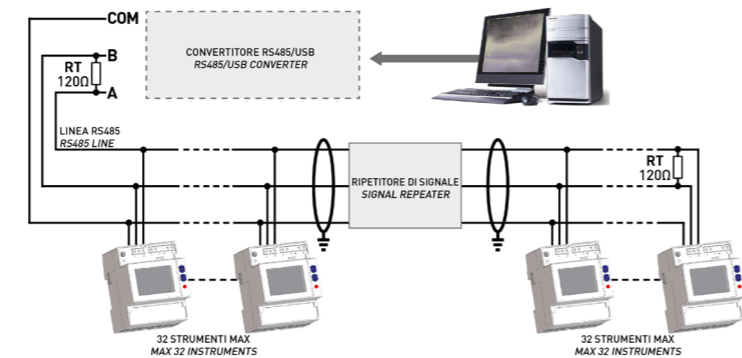 COM
B
RT
120Ω
A
CONVERTITORE RS485/USB
RS485/USB CONVERTER
LINEA RS485
RS485 LINE
RIPETITORE DI SIGNALE
SIGNAL REPEATER
RT
120Ω
32 STRUMENTI MAX
MAX 32 INSTRUMENTS
32 STRUMENTI MAX
MAX 32 INSTRUMENTS